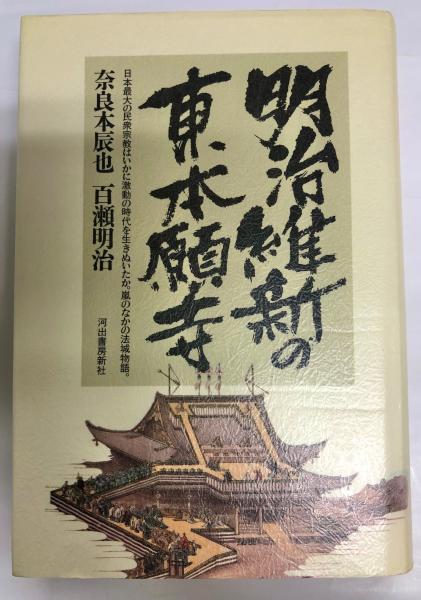 明治維新の
東本願寺
日本最大の民衆宗教はいかに激動の時代を生きぬいたか。嵐のなかの法城物語。
奈良本辰也 百瀬明治
河出書房新社